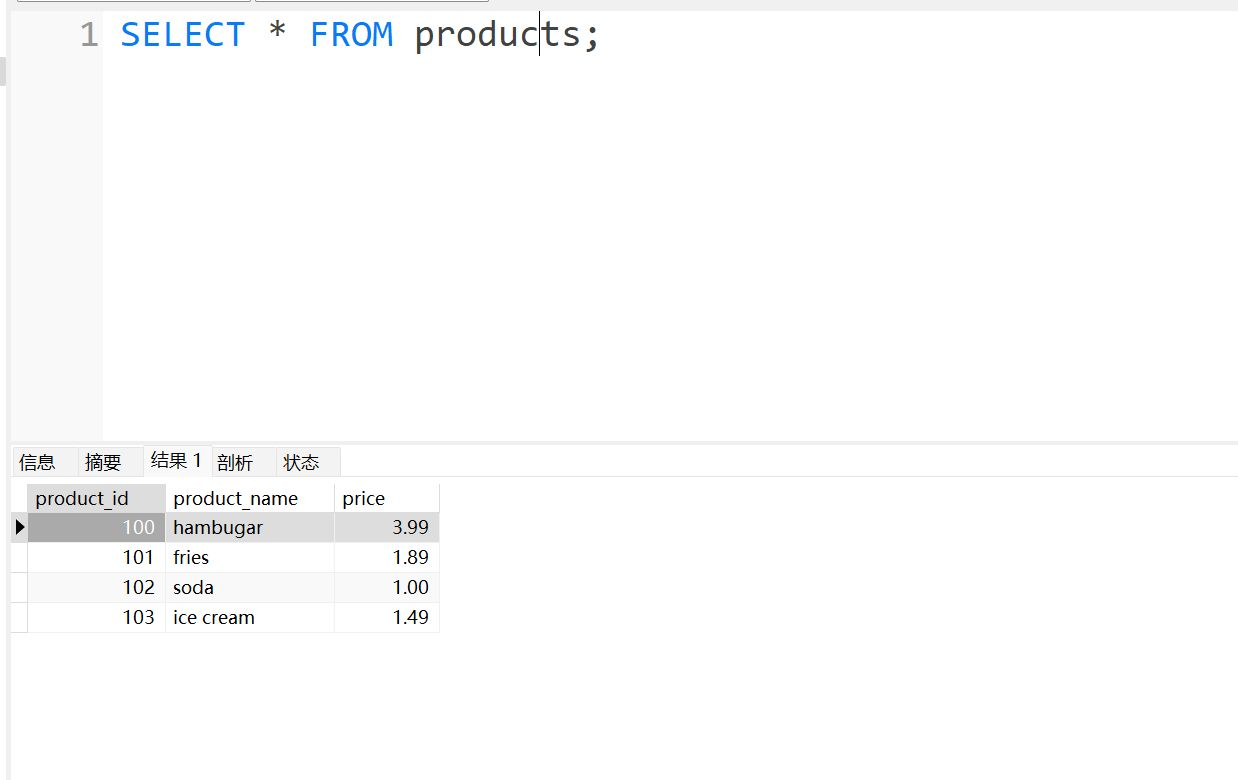 1 SELECT * FROM products;
信息 摘要 结果 1 剖析 状态
product_id product_name price
100 hambugar 3.99
101 fries 1.89
102 soda 1.00
103 ice cream 1.49